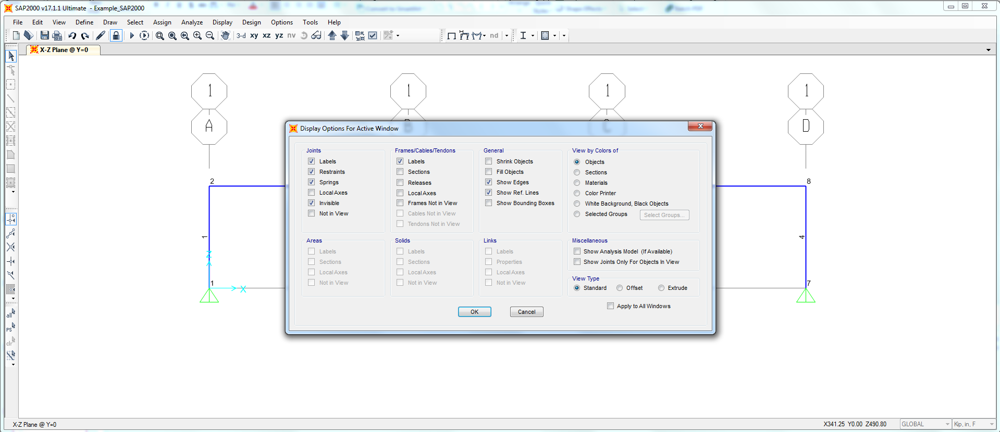 SAP2000 v17.1.1 Ultimate - Example_SAP2000
File Edit View Define Draw Select Assign Analyze Display Design Options Tools Help
3-d xy xz yz nv nd
X-Z Plane @ Y=0
1 1 1 1
A D
Display Options For Active Window
Joints
Labels
Restraints
Springs
Local Axes
Invisible
Not in View
Frames/Cables/Tendons
Labels
Sections
Releases
Local Axes
Frames Not in View
Cables Not in View
Tendons Not in View
General
Shrink Objects
Fill Objects
Show Edges
Show Ref. Lines
Show Bounding Boxes
View by Colors of
Objects
Sections
Materials
Color Printer
White Background, Black Objects
Selected Groups
Select Groups...
Areas
Labels
Sections
Local Axes
Not in View
Solids
Labels
Sections
Local Axes
Not in View
Links
Labels
Properties
Local Axes
Not in View
Miscellaneous
Show Analysis Model (If Available)
Show Joints Only For Objects In View
View Type
Standard Offset Extrude
Apply to All Windows
OK Cancel
2 8
1 4
Z
1 7
X
all
PS
clr
X-Z Plane @ Y=0
X341.25 Y0.00 Z490.80
GLOBAL
Kip, in, F